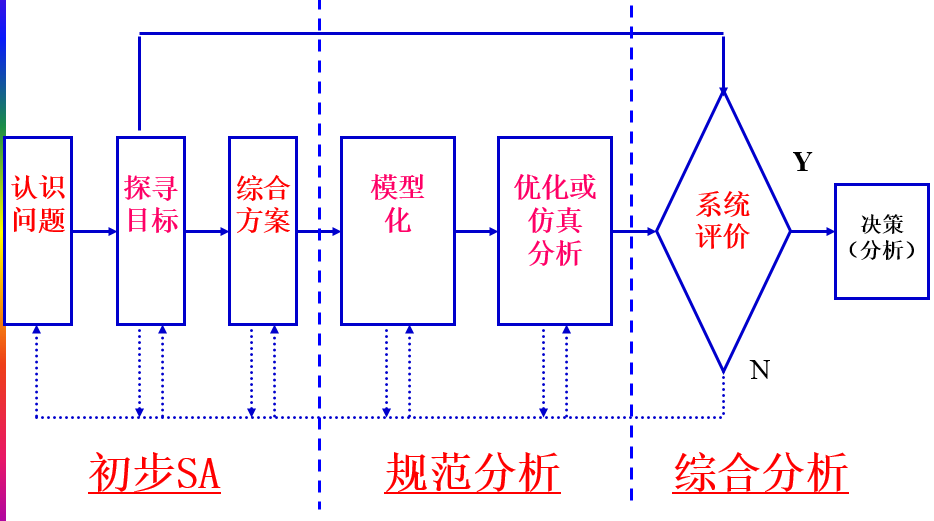 认识
问题
探寻
目标
综合
方案
模型
化
优化或
仿真
分析
系统
评价
Y
决策
（分析）
N
初步SA
规范分析
综合分析